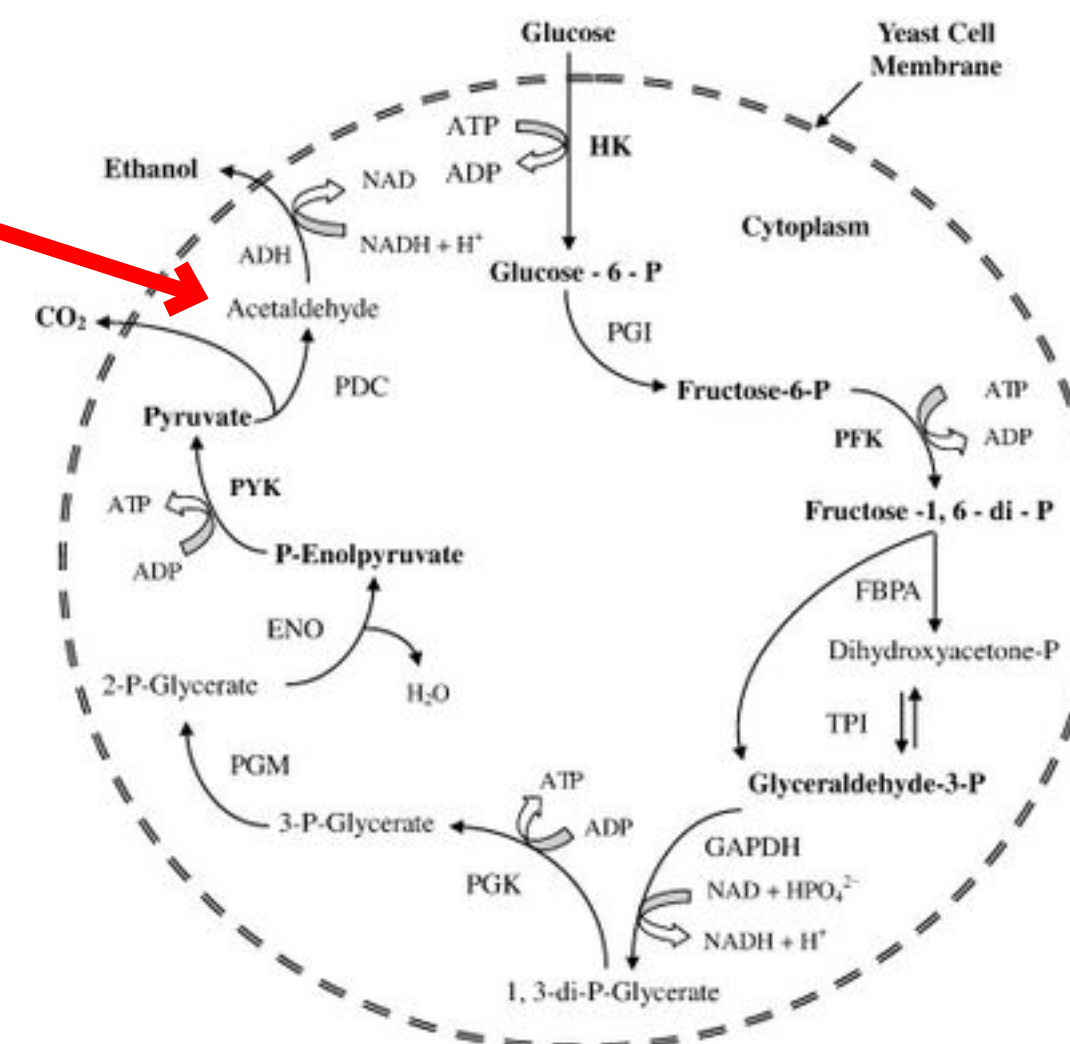 Glucose
Yeast Cell
Membrane
ATP
HK
ADP
Ethanol
NAD
NADH + H⁺
ADH
Cytoplasm
Glucose - 6 - P
Acetaldehyde
CO₂
PGI
PDC
Fructose-6-P
ATP
PFK
ADP
Pyruvate
PYK
ATP
ADP
Fructose -1, 6 - di - P
P-Enolpyruvate
FBPA
ENO
Dihydroxyacetone-P
2-P-Glycerate
H₂O
TPI
PGM
Glyceraldehyde-3-P
ATP
3-P-Glycerate
ADP
GAPDH
PGK
NAD + HPO₄²⁻
NADH + H⁺
1, 3-di-P-Glycerate